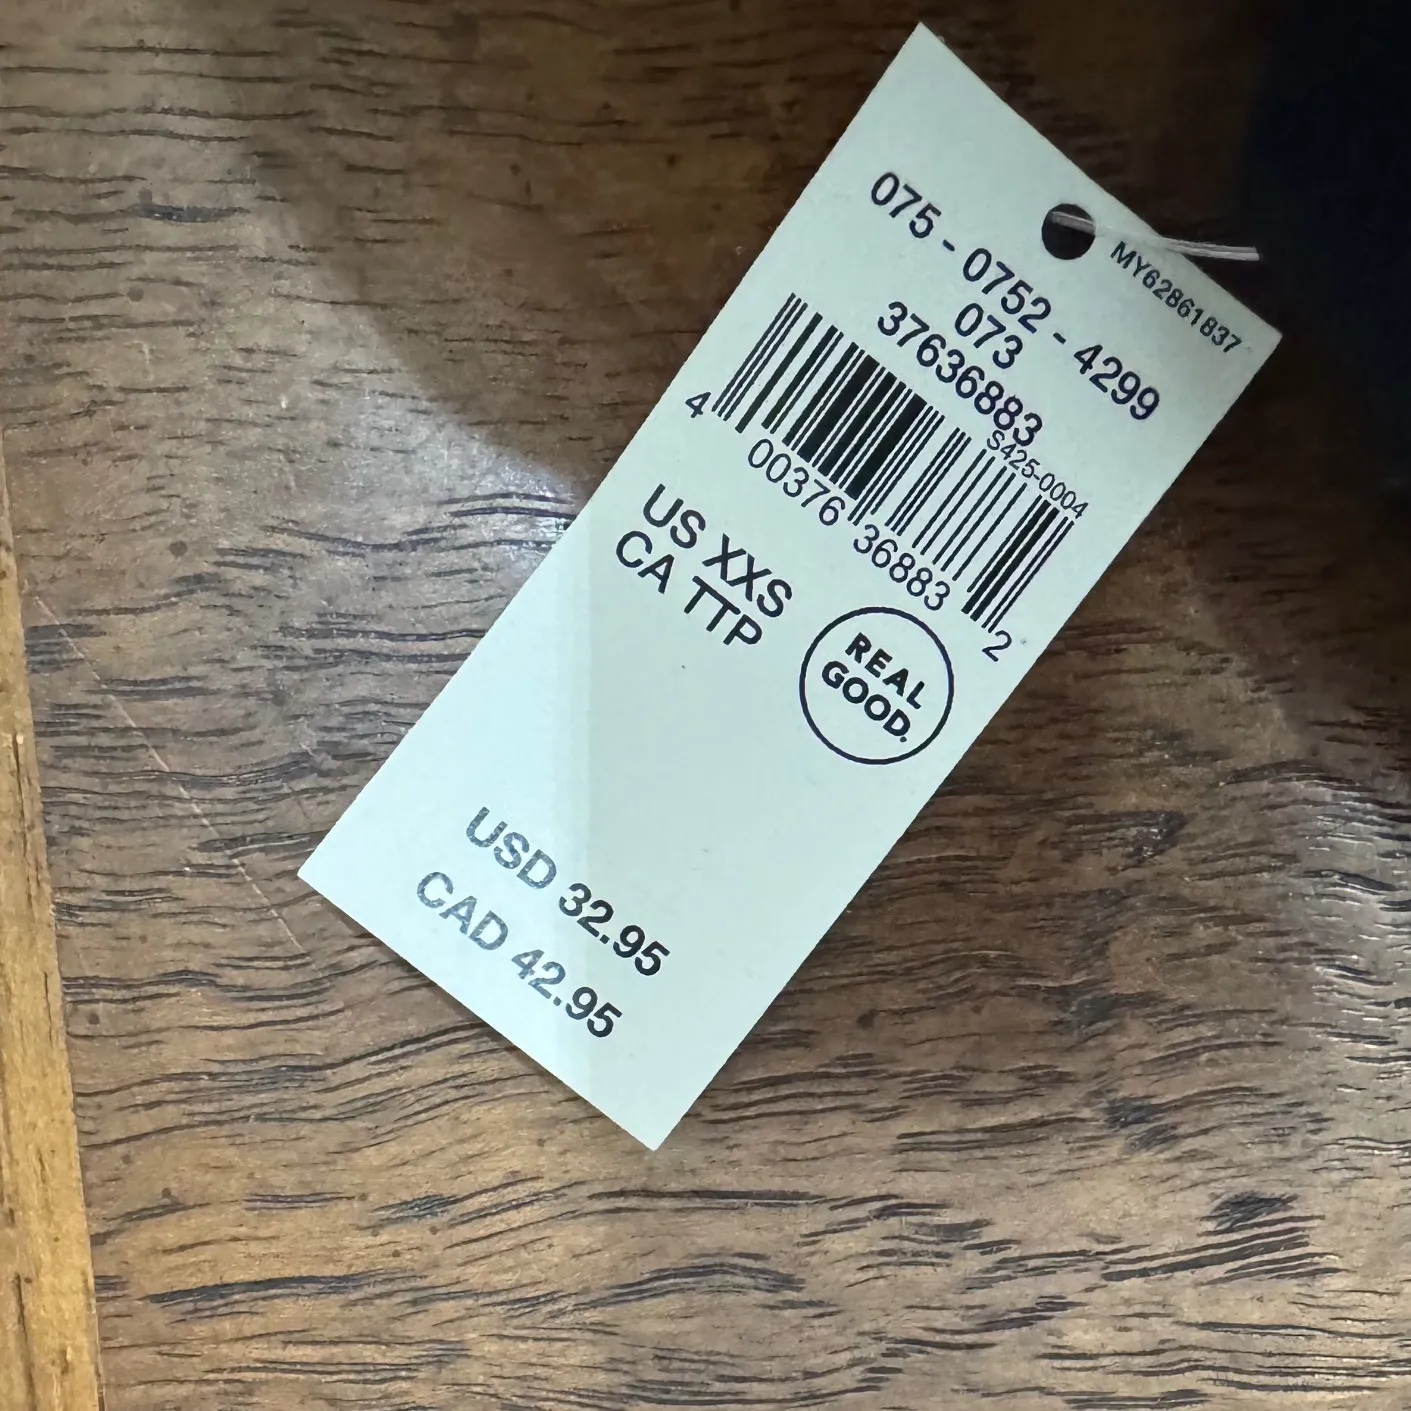 MY62861837
075 - 0752 - 4299
073
37636883
S425-0004
4 00376 36883 2
US XXS
CA TTP
REAL
GOOD.
USD 32.95
CAD 42.95